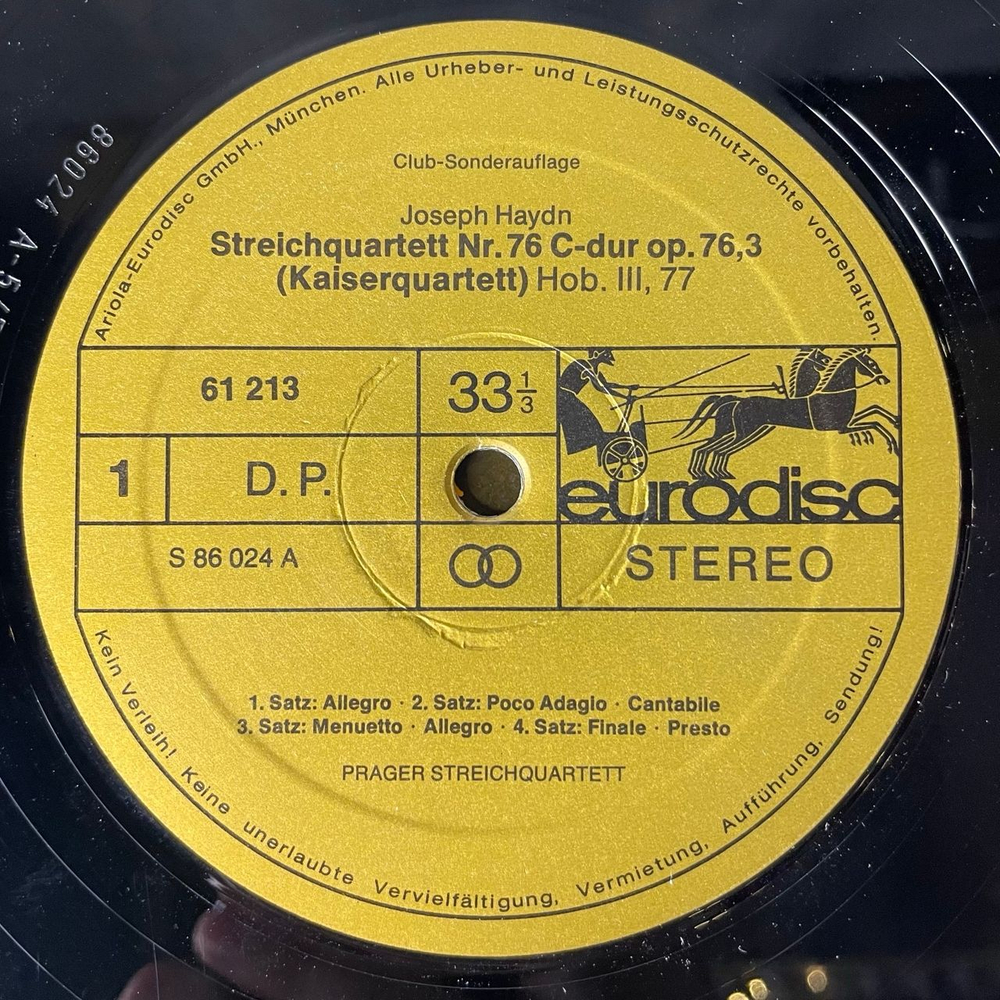 Ariola-Eurodisc GmbH., München. Alle Urheber- und Leistungsschutzrechte vorbehalten.
Club-Sonderauflage
Joseph Haydn
Streichquartett Nr. 76 C-dur op. 76,3
(Kaiserquartett) Hob. III, 77
61 213
33 1/3
1
D. P.
eurodisc
S 86 024 A
STEREO
1. Satz: Allegro · 2. Satz: Poco Adagio · Cantabile
3. Satz: Menuetto · Allegro · 4. Satz: Finale · Presto
PRAGER STREICHQUARTETT
Kein Verleih! Keine unerlaubte Vervielfältigung, Vermietung, Aufführung, Sendung!
86024 A-5